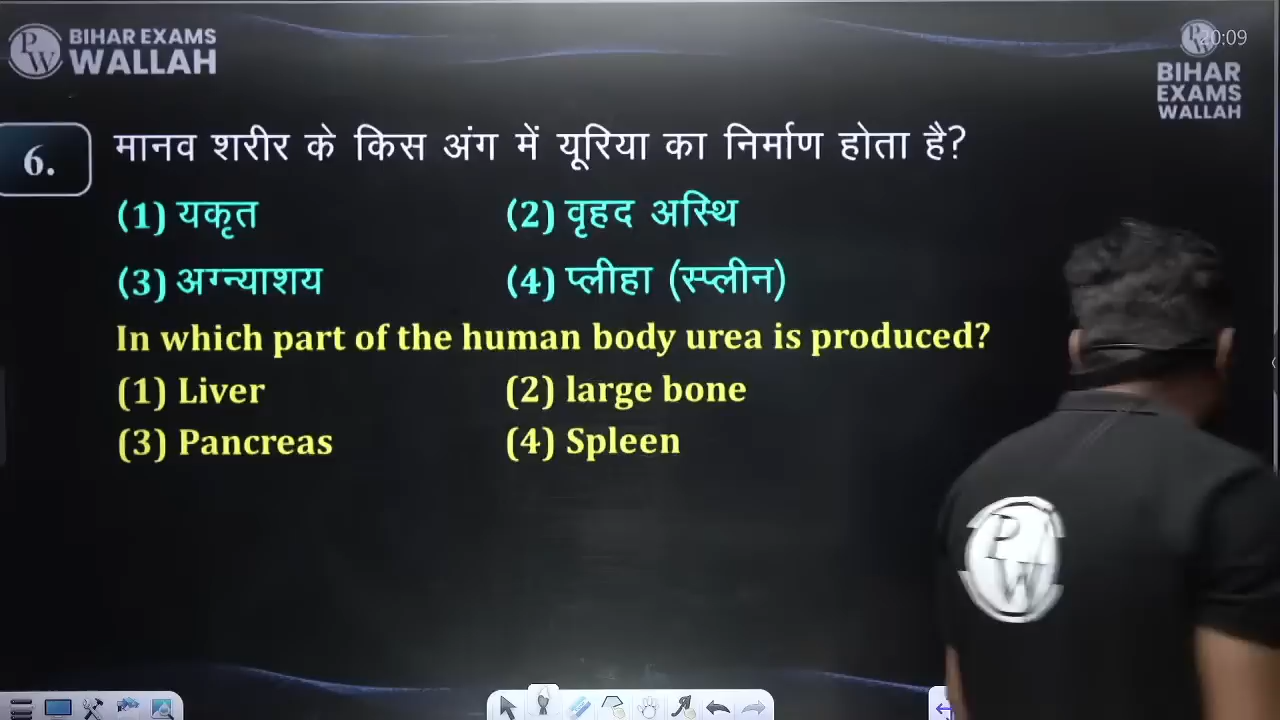 BIHAR EXAMS
WALLAH
20:09
BIHAR
EXAMS
WALLAH
6.
मानव शरीर के किस अंग में यूरिया का निर्माण होता है?
(1) यकृत (2) वृहद अस्थि
(3) अग्न्याशय (4) प्लीहा (स्प्लीन)
In which part of the human body urea is produced?
(1) Liver (2) large bone
(3) Pancreas (4) Spleen
PW